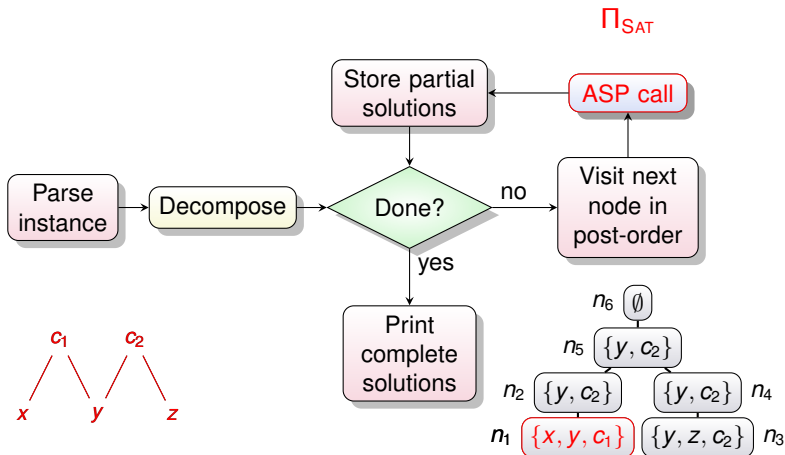 Π_SAT
Store partial
solutions
ASP call
Parse
instance
Decompose
Done?
no
Visit next
node in
post-order
yes
Print
complete
solutions
c₁ c₂
x y z
n₆ ∅
n₅ {y, c₂}
n₂ {y, c₂} {y, c₂} n₄
n₁ {x, y, c₁} {y, z, c₂} n₃